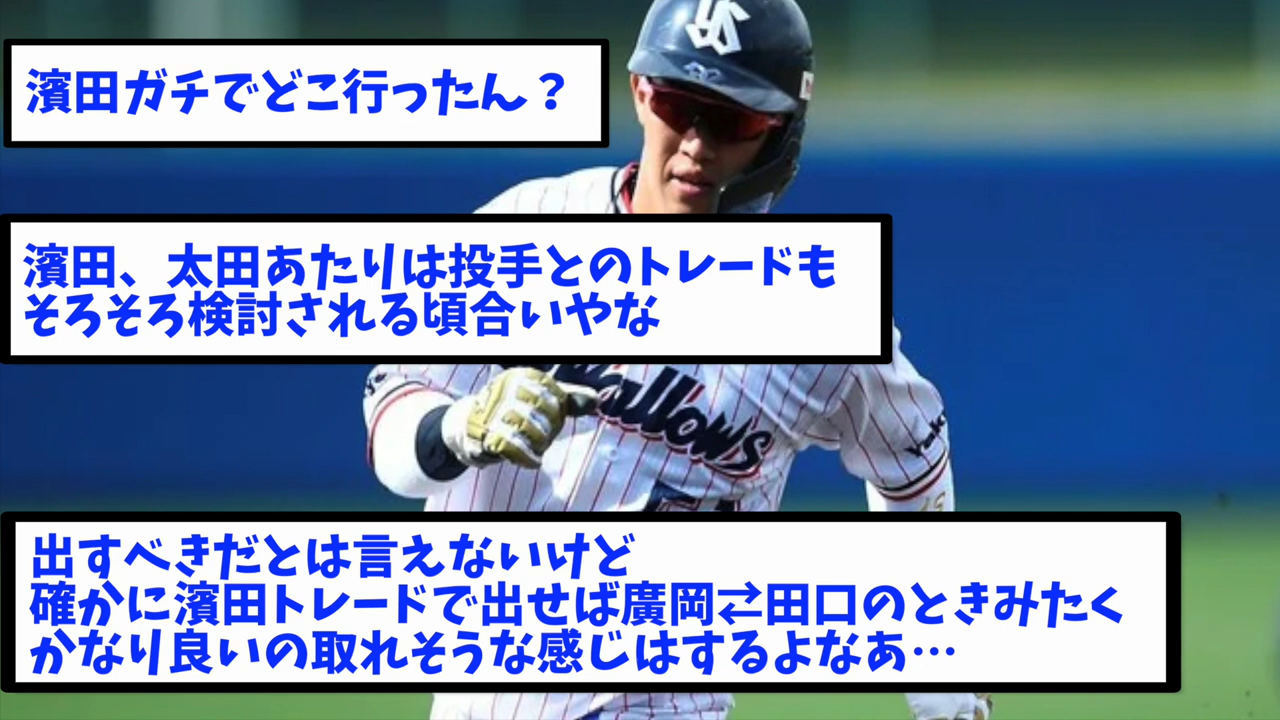 濱田ガチでどこ行ったん？
濱田、太田あたりは投手とのトレードも
そろそろ検討される頃合いやな
出すべきだとは言えないけど
確かに濱田トレードで出せば廣岡⇄田口のときみたく
かなり良いの取れそうな感じはするよなあ…